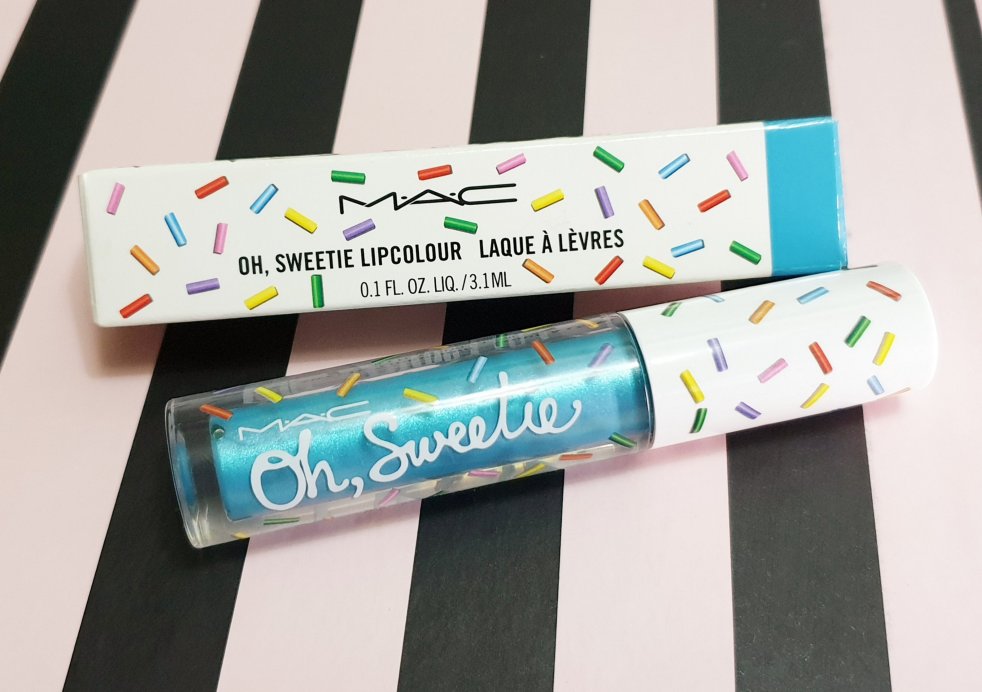 M·A·C
OH, SWEETIE LIPCOLOUR LAQUE À LÈVRES
0.1 FL. OZ. LIQ. / 3.1 ML
M·A·C
Oh, Sweetie